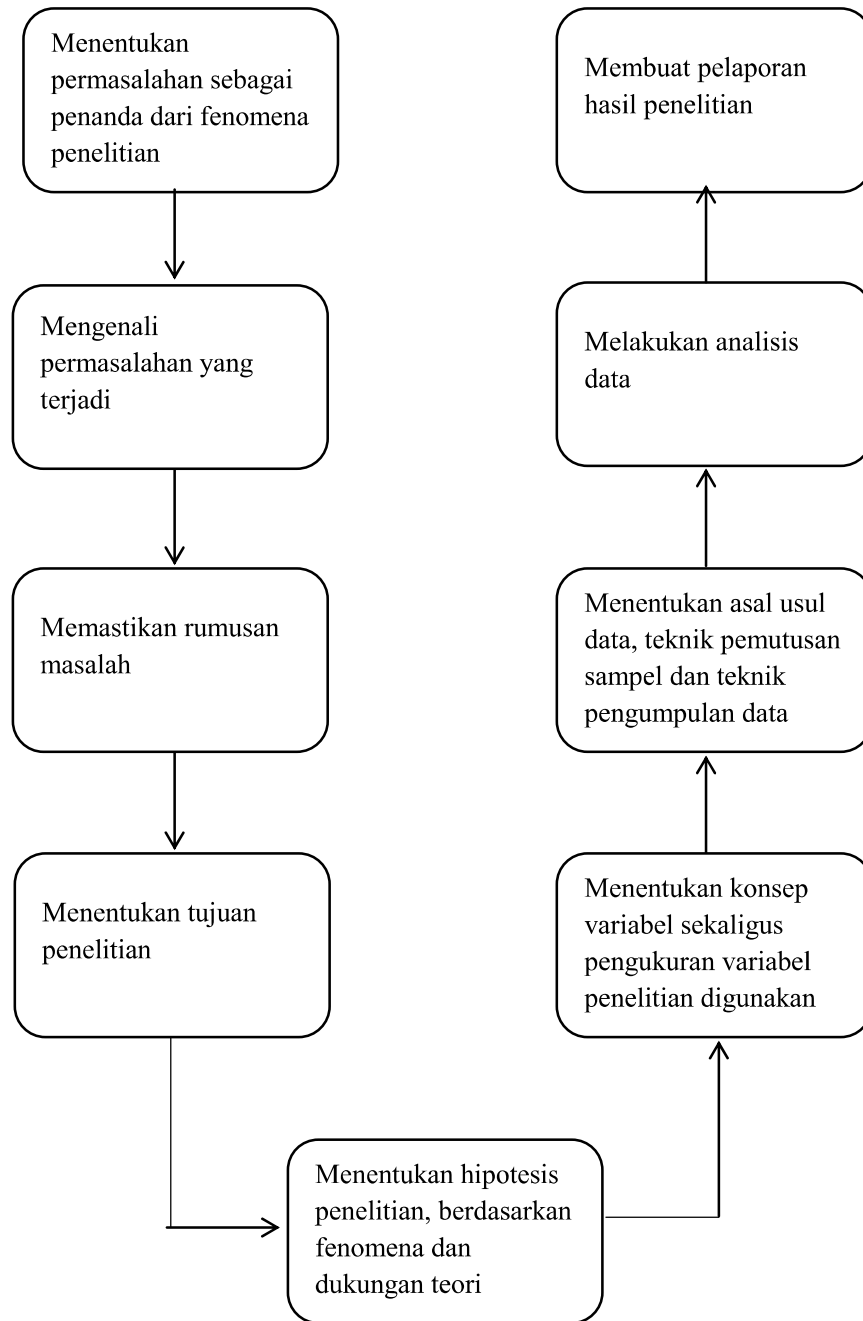 Menentukan
permasalahan sebagai
penanda dari fenomena
penelitian
Mengenali
permasalahan yang
terjadi
Memastikan rumusan
masalah
Menentukan tujuan
penelitian
Menentukan hipotesis
penelitian, berdasarkan
fenomena dan
dukungan teori
Menentukan konsep
variabel sekaligus
pengukuran variabel
penelitian digunakan
Menentukan asal usul
data, teknik pemutusan
sampel dan teknik
pengumpulan data
Melakukan analisis
data
Membuat pelaporan
hasil penelitian